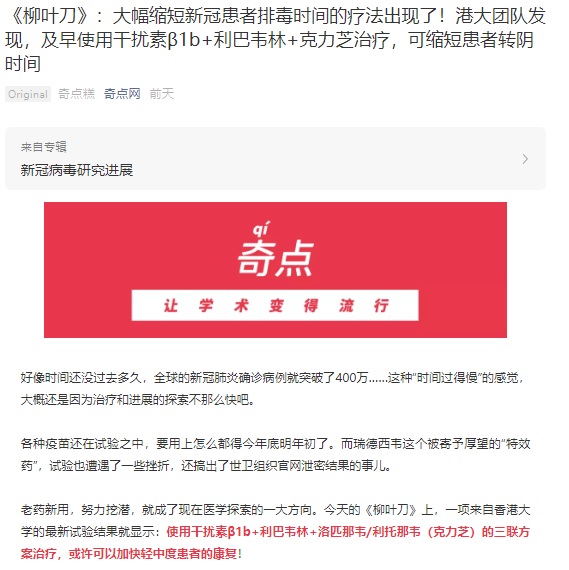 《柳叶刀》：大幅缩短新冠患者排毒时间的疗法出现了！港大团队发
现，及早使用干扰素β1b+利巴韦林+克力芝治疗，可缩短患者转阴
时间
Original 奇点糕 奇点网 前天
来自专辑
新冠病毒研究进展
qí
奇点
让学术变得流行
好像时间还没过去多久，全球的新冠肺炎确诊病例就突破了400万......这种“时间过得慢”的感觉，
大概还是因为治疗和进展的探索不那么快吧。
各种疫苗还在试验之中，要用上怎么都得今年底明年初了。而瑞德西韦这个被寄予厚望的“特效
药”，试验也遭遇了一些挫折，还搞出了世卫组织官网泄密结果的事儿。
老药新用，努力挖潜，就成了现在医学探索的一大方向。今天的《柳叶刀》上，一项来自香港大
学的最新试验结果就显示：使用干扰素β1b+利巴韦林+洛匹那韦/利托那韦（克力芝）的三联方
案治疗，或许可以加快轻中度患者的康复！